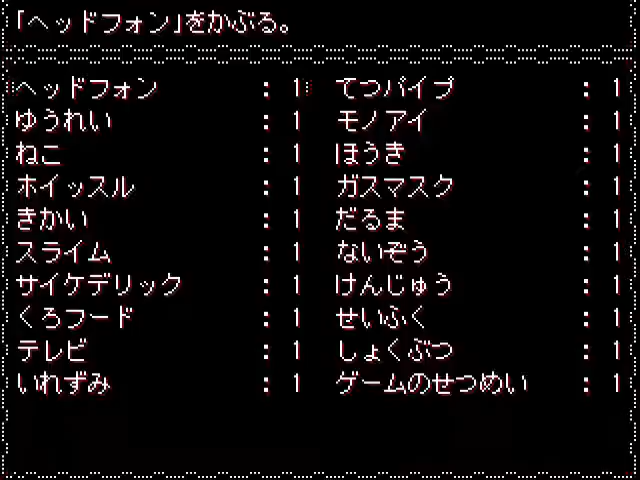 「ヘッドフォン」をかぶる。
ヘッドフォン : 1 てつパイプ : 1
ゆうれい : 1 モノアイ : 1
ねこ : 1 ほうき : 1
ホイッスル : 1 ガスマスク : 1
きかい : 1 だるま : 1
スライム : 1 ないぞう : 1
サイケデリック : 1 けんじゅう : 1
くろフード : 1 せいふく : 1
テレビ : 1 しょくぶつ : 1
いれずみ : 1 ゲームのせつめい : 1